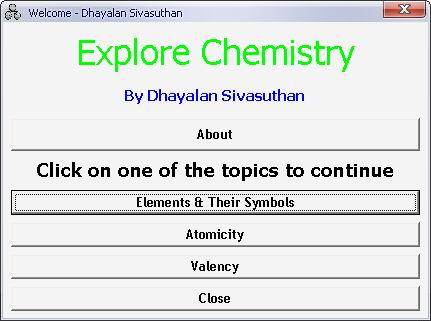 Welcome - Dhayalan Sivasuthan
Explore Chemistry
By Dhayalan Sivasuthan
About
Click on one of the topics to continue
Elements & Their Symbols
Atomicity
Valency
Close